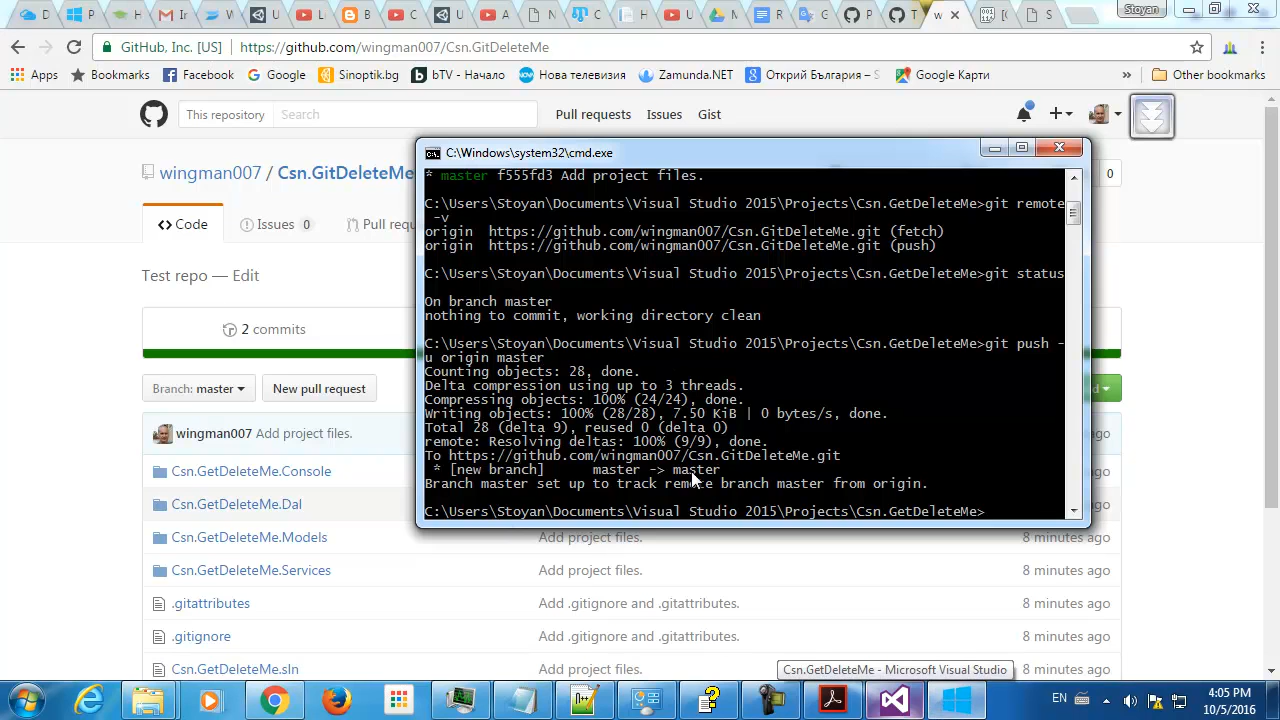 Stoyan
GitHub, Inc. [US] https://github.com/wingman007/Csn.GitDeleteMe
Apps Bookmarks Facebook Google Sinoptik.bg bTV - Начало Нова телевизия Zamunda.NET Открий България – S Google Карти » Other bookmarks
This repository Search Pull requests Issues Gist
C:\Windows\system32\cmd.exe
wingman007 / Csn.GitDeleteMe
0
Code Issues 0 Pull requ
Test repo — Edit
2 commits
Branch: master New pull request
wingman007 Add project files.
ago
Csn.GetDeleteMe.Console
ago
Csn.GetDeleteMe.Dal
ago
Csn.GetDeleteMe.Models Add project files. 8 minutes ago
Csn.GetDeleteMe.Services Add project files. 8 minutes ago
.gitattributes Add .gitignore and .gitattributes. 8 minutes ago
.gitignore Add .gitignore and .gitattributes. 8 minutes ago
Csn.GetDeleteMe.sln Add project files. 8 minutes ago
* master f555fd3 Add project files.
C:\Users\Stoyan\Documents\Visual Studio 2015\Projects\Csn.GetDeleteMe>git remote
-v
origin https://github.com/wingman007/Csn.GitDeleteMe.git (fetch)
origin https://github.com/wingman007/Csn.GitDeleteMe.git (push)
C:\Users\Stoyan\Documents\Visual Studio 2015\Projects\Csn.GetDeleteMe>git status
On branch master
nothing to commit, working directory clean
C:\Users\Stoyan\Documents\Visual Studio 2015\Projects\Csn.GetDeleteMe>git push -
u origin master
Counting objects: 28, done.
Delta compression using up to 3 threads.
Compressing objects: 100% (24/24), done.
Writing objects: 100% (28/28), 7.50 KiB | 0 bytes/s, done.
Total 28 (delta 9), reused 0 (delta 0)
remote: Resolving deltas: 100% (9/9), done.
To https://github.com/wingman007/Csn.GitDeleteMe.git
* [new branch] master -> master
Branch master set up to track remote branch master from origin.
C:\Users\Stoyan\Documents\Visual Studio 2015\Projects\Csn.GetDeleteMe>
Csn.GetDeleteMe - Microsoft Visual Studio
EN
4:05 PM
10/5/2016